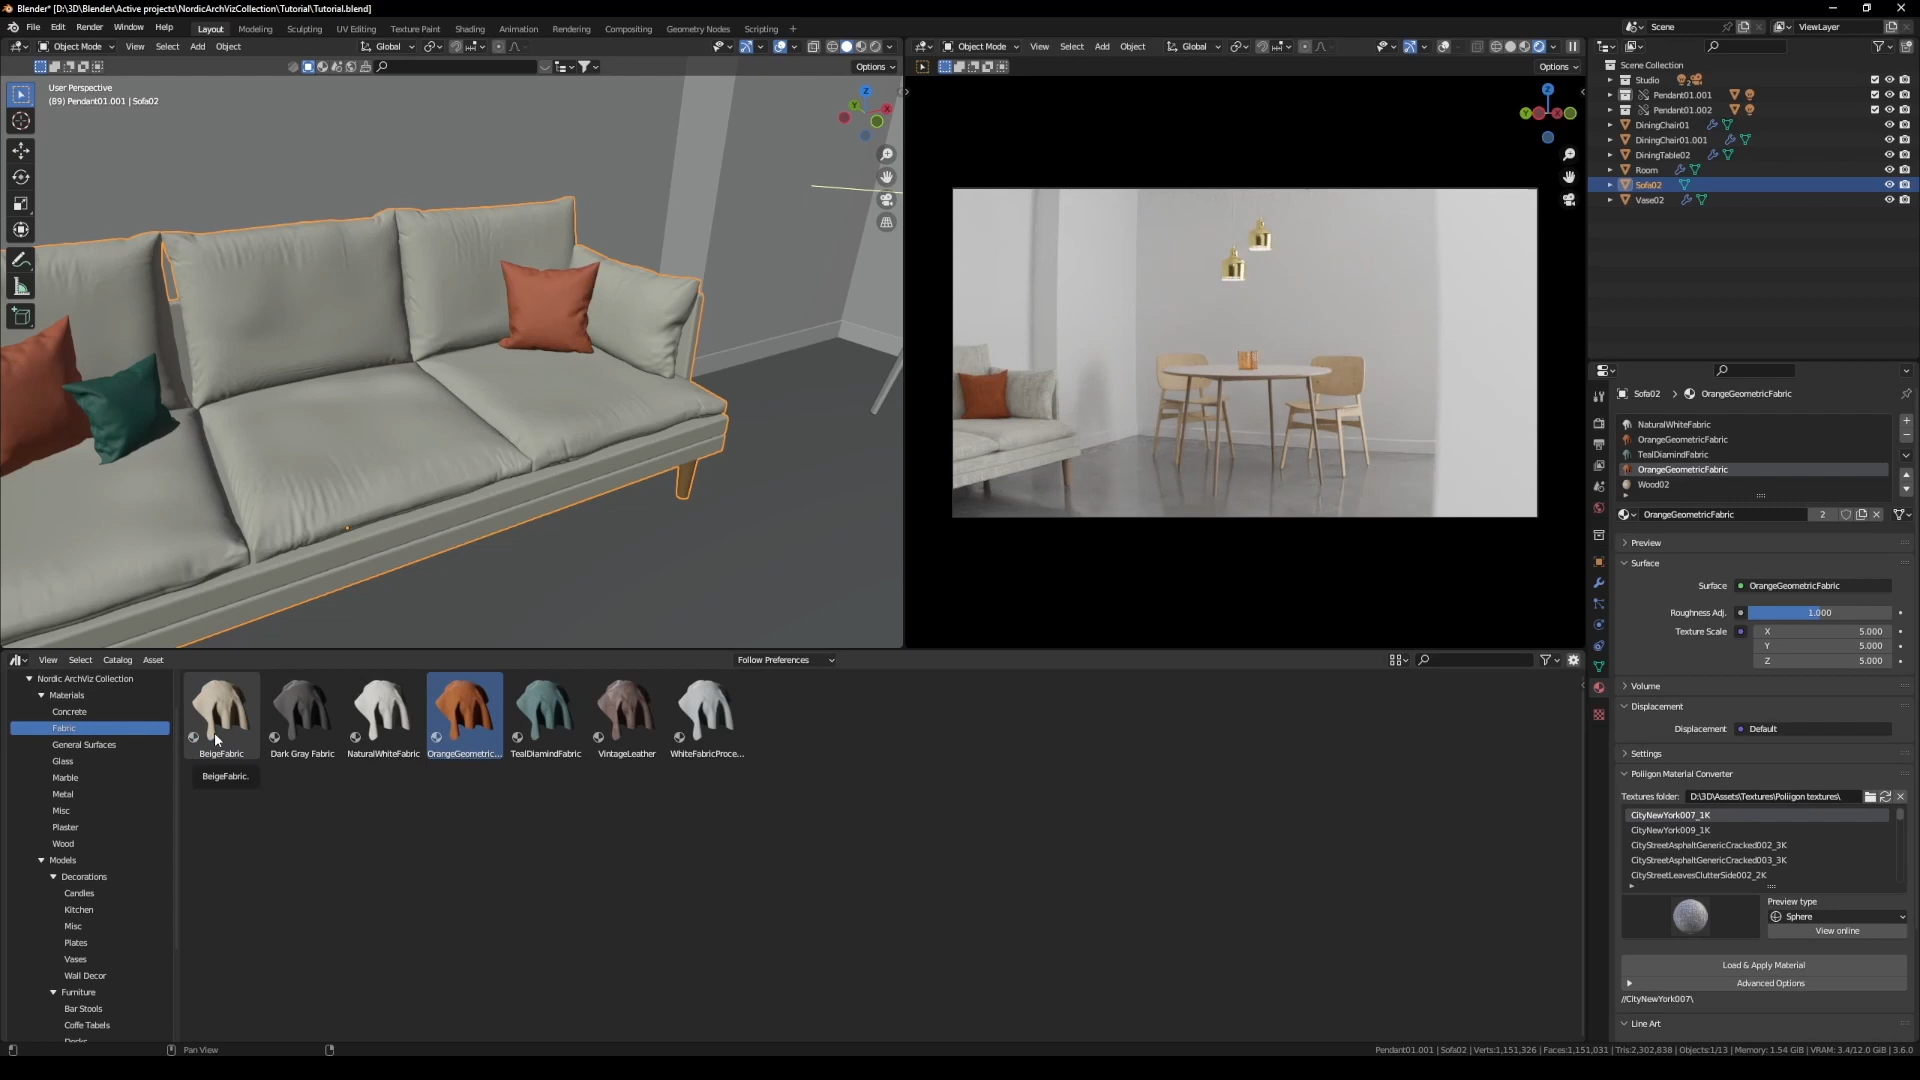 Blender* [D:\3D\Blender\Active projects\NordicArchVizCollection\Tutorial\Tutorial.blend]
File Edit Render Window Help Layout Modeling Sculpting UV Editing Texture Paint Shading Animation Rendering Compositing Geometry Nodes Scripting + Scene ViewLayer
Object Mode View Select Add Object Global Object Mode View Select Add Object Global
Options Options
User Perspective
(89) Pendant01.001 | Sofa02
Z
Y
X
Z
Y
X
Scene Collection
Studio 2
Pendant01.001
Pendant01.002
DiningChair01
DiningChair01.001
DiningTable02
Room
Sofa02
Vase02
Sofa02 > OrangeGeometricFabric
NaturalWhiteFabric
OrangeGeometricFabric
TealDiamindFabric
OrangeGeometricFabric
Wood02
OrangeGeometricFabric 2
Preview
Surface
Surface OrangeGeometricFabric
Roughness Adj. 1.000
Texture Scale X 5.000
Y 5.000
Z 5.000
Volume
Displacement
Displacement Default
Settings
Poliigon Material Converter
Textures folder: D:\3D\Assets\Textures\Poliigon textures\
CityNewYork007_1K
CityNewYork009_1K
CityStreetAsphaltGenericCracked002_3K
CityStreetAsphaltGenericCracked003_3K
CityStreetLeavesClutterSide002_2K
Preview type
Sphere
View online
Load & Apply Material
Advanced Options
//CityNewYork007\
Line Art
View Select Catalog Asset Follow Preferences
Nordic ArchViz Collection
Materials
Concrete
Fabric
General Surfaces
Glass
Marble
Metal
Misc
Plaster
Wood
Models
Decorations
Candles
Kitchen
Misc
Plates
Vases
Wall Decor
Furniture
Bar Stools
Coffe Tabels
BeigeFabric Dark Gray Fabric NaturalWhiteFabric OrangeGeometric... TealDiamindFabric VintageLeather WhiteFabricProce...
BeigeFabric.
Pan View
Pendant01.001 | Sofa02 | Verts:1,151,326 | Faces:1,151,031 | Tris:2,302,838 | Objects:1/13 | Memory: 1.54 GiB | VRAM: 3.4/12.0 GiB | 3.6.0